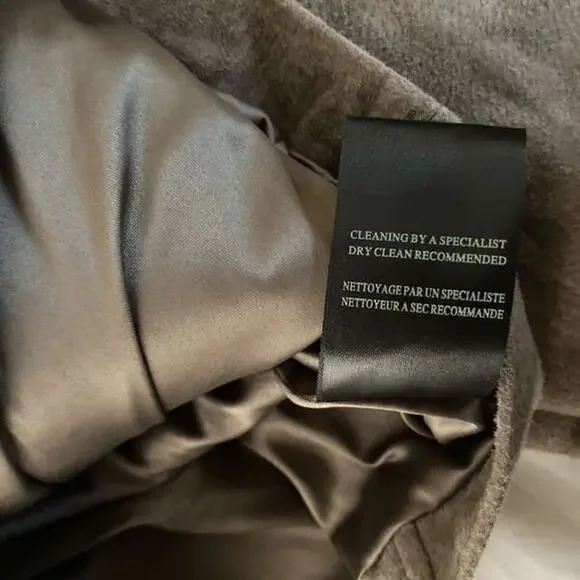 CLEANING BY A SPECIALIST
DRY CLEAN RECOMMENDED
NETTOYAGE PAR UN SPECIALISTE
NETTOYEUR A SEC RECOMMANDE